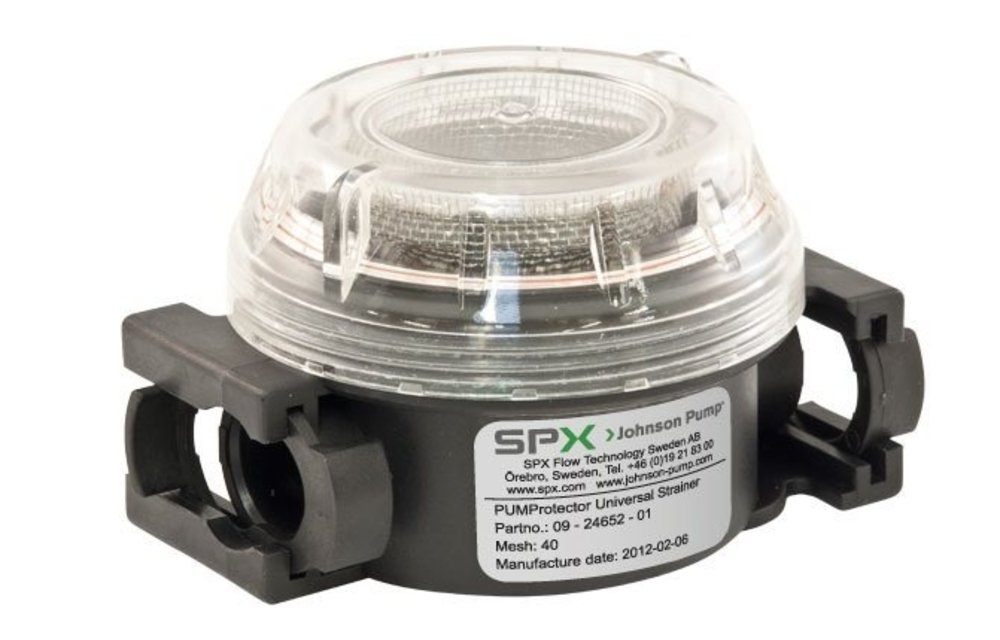 SPX Johnson Pump
SPX Flow Technology Sweden AB
Örebro, Sweden, Tel. +46 (0)19 21 83 00
www.spx.com www.johnson-pump.com
PUMProtector Universal Strainer
Partno.: 09 - 24652 - 01
Mesh: 40
Manufacture date: 2012-02-06